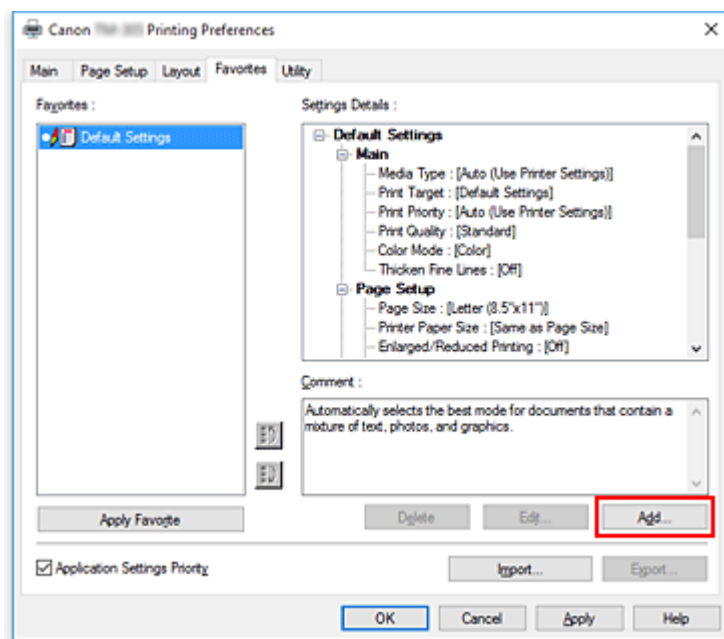 Canon Printing Preferences
Main Page Setup Layout Favorites Utility
Favorites :
Default Settings
Settings Details :
Default Settings
Main
Media Type : [Auto (Use Printer Settings)]
Print Target : [Default Settings]
Print Priority : [Auto (Use Printer Settings)]
Print Quality : [Standard]
Color Mode : [Color]
Thicken Fine Lines : [Off]
Page Setup
Page Size : [Letter (8.5"x11")]
Printer Paper Size : [Same as Page Size]
Enlarged/Reduced Printing : [Off]
Comment :
Automatically selects the best mode for documents that contain a
mixture of text, photos, and graphics.
Apply Favorite
Delete Edit... Add...
Application Settings Priority
Import... Export...
OK Cancel Apply Help